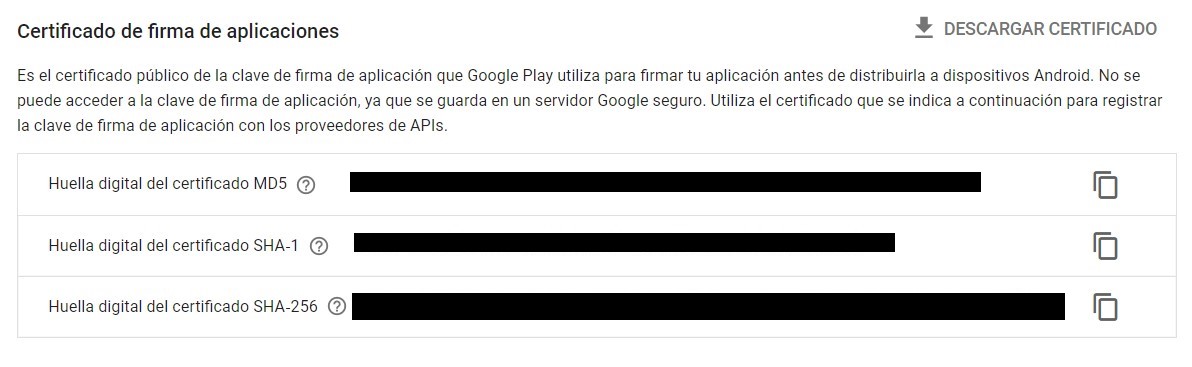 Certificado de firma de aplicaciones
DESCARGAR CERTIFICADO
Es el certificado público de la clave de firma de aplicación que Google Play utiliza para firmar tu aplicación antes de distribuirla a dispositivos Android. No se
puede acceder a la clave de firma de aplicación, ya que se guarda en un servidor Google seguro. Utiliza el certificado que se indica a continuación para registrar
la clave de firma de aplicación con los proveedores de APIs.
Huella digital del certificado MD5
Huella digital del certificado SHA-1
Huella digital del certificado SHA-256